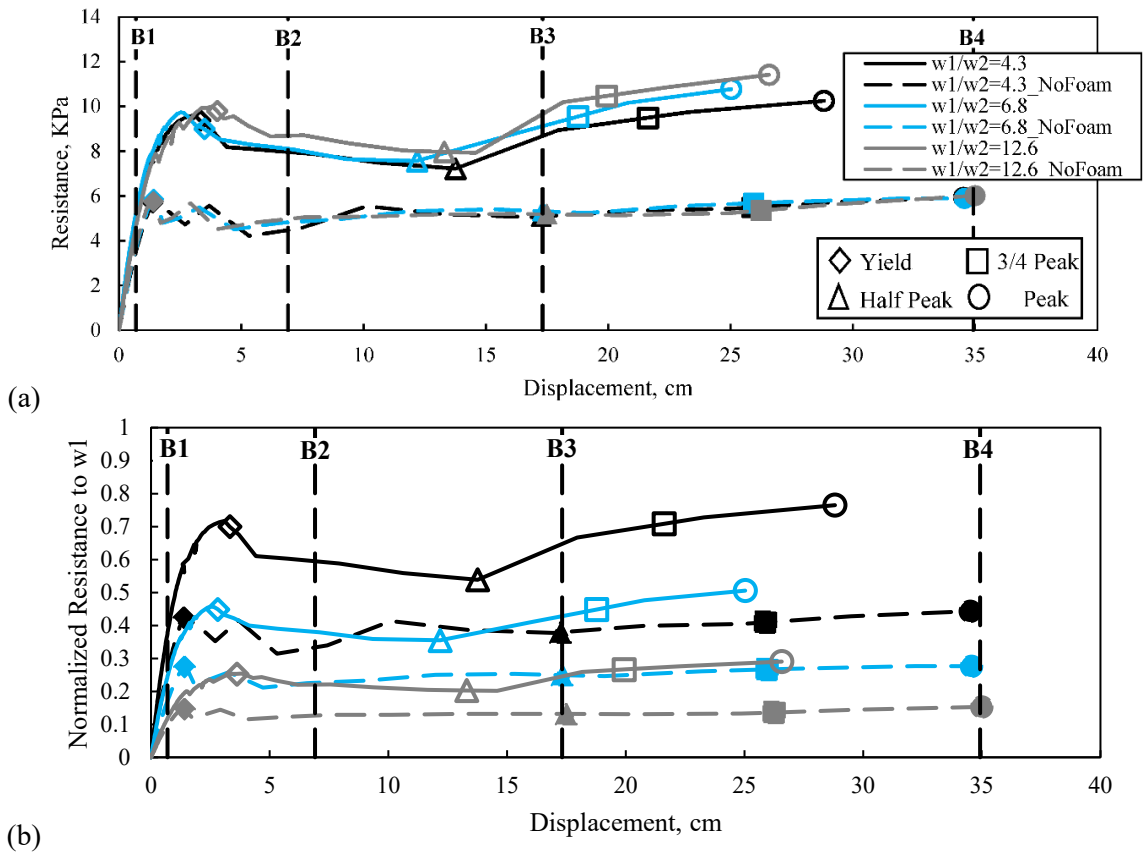 14
12
10
8
6
4
2
0
Resistance, KPa
B1
B2
B3
B4
w1/w2=4.3
w1/w2=4.3_NoFoam
w1/w2=6.8
w1/w2=6.8_NoFoam
w1/w2=12.6
w1/w2=12.6_NoFoam
Yield
3/4 Peak
Half Peak
Peak
0 5 10 15 20 25 30 35 40
Displacement, cm
(a)
1
0.9
0.8
0.7
0.6
0.5
0.4
0.3
0.2
0.1
0
Normalized Resistance to w1
B1
B2
B3
B4
0 5 10 15 20 25 30 35 40
Displacement, cm
(b)